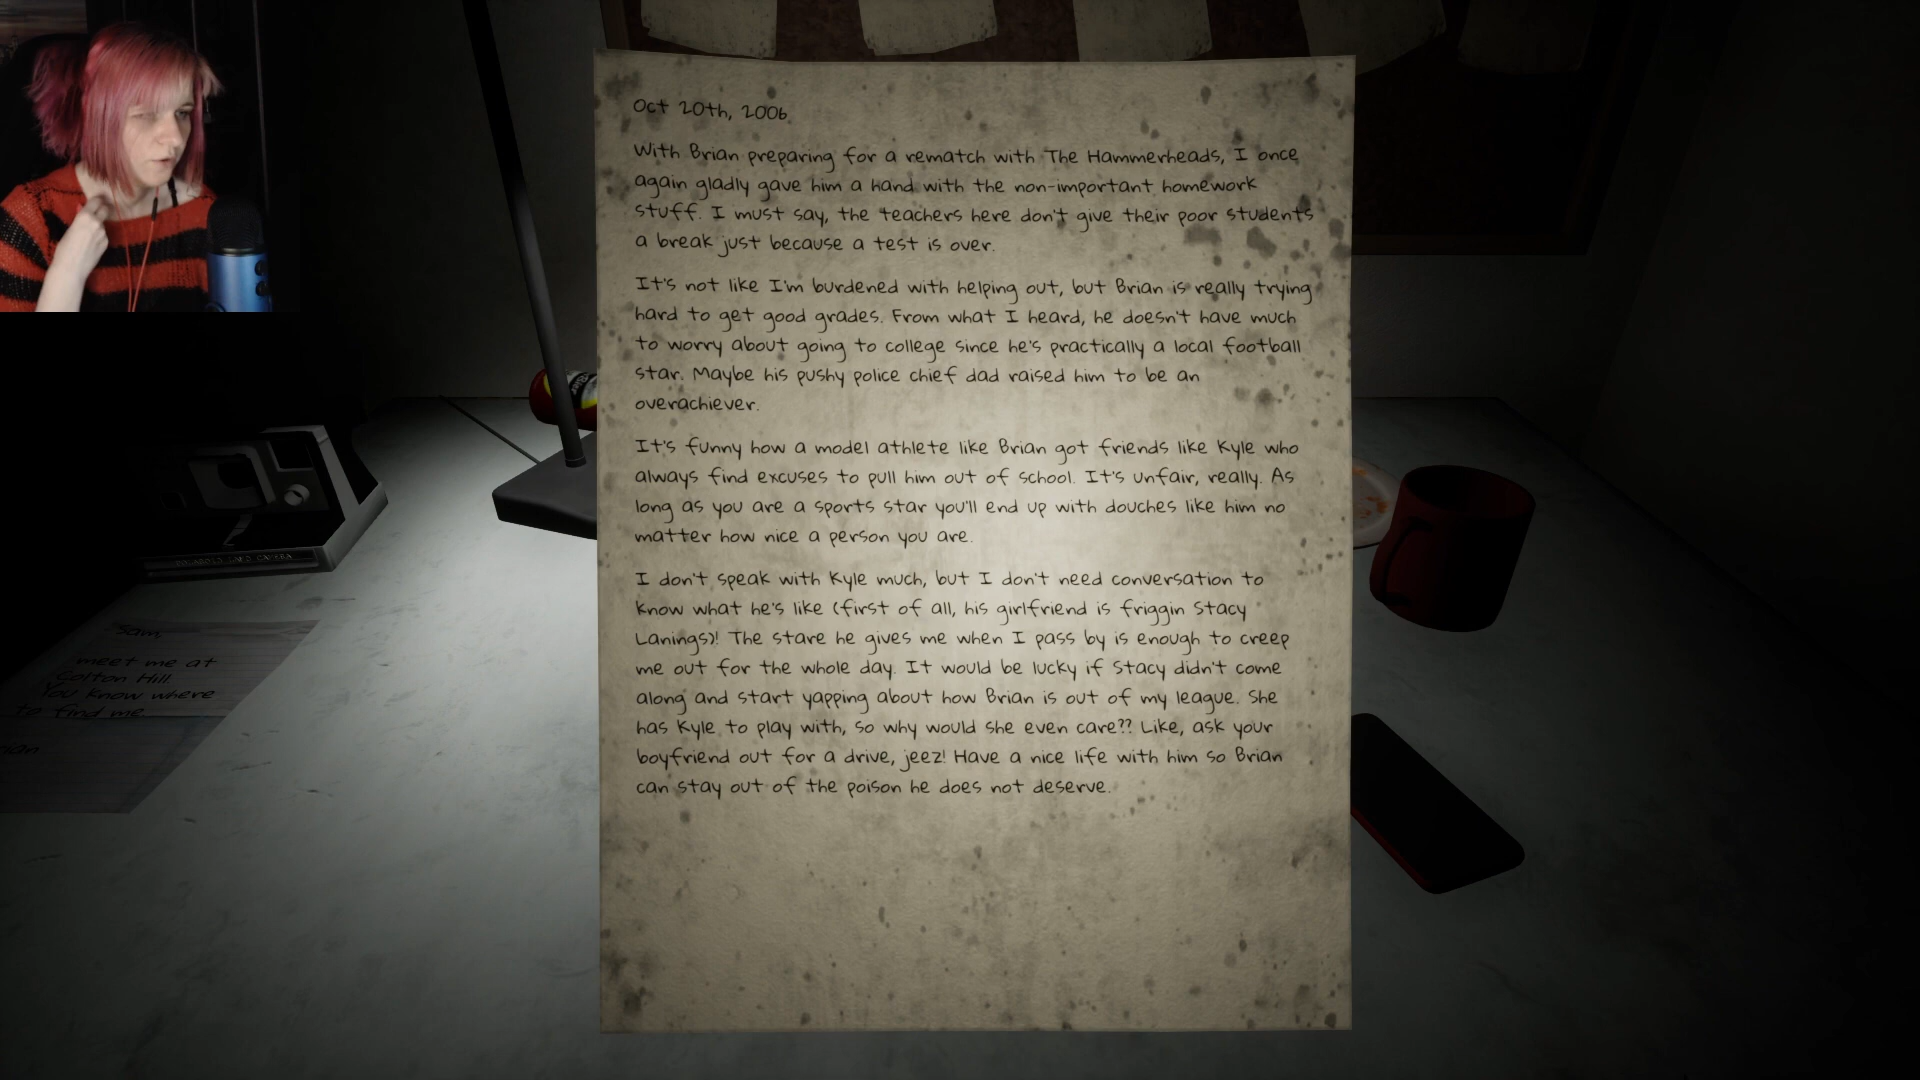 Oct 20th, 2006
With Brian preparing for a rematch with The Hammerheads, I once
again gladly gave him a hand with the non-important homework
stuff. I must say, the teachers here don't give their poor students
a break just because a test is over.
It's not like I'm burdened with helping out, but Brian is really trying
hard to get good grades. From what I heard, he doesn't have much
to worry about going to college since he's practically a local football
star. Maybe his pushy police chief dad raised him to be an
overachiever.
It's funny how a model athlete like Brian got friends like Kyle who
always find excuses to pull him out of school. It's unfair, really. As
long as you are a sports star you'll end up with douches like him no
matter how nice a person you are.
I don't speak with Kyle much, but I don't need conversation to
know what he's like (first of all, his girlfriend is friggin Stacy
Lanings)! The stare he gives me when I pass by is enough to creep
me out for the whole day. It would be lucky if Stacy didn't come
along and start yapping about how Brian is out of my league. She
has Kyle to play with, so why would she even care?? Like, ask your
boyfriend out for a drive, jeez! Have a nice life with him so Brian
can stay out of the poison he does not deserve.
Sam,
meet me at
Colton Hill.
You know where
to find me.